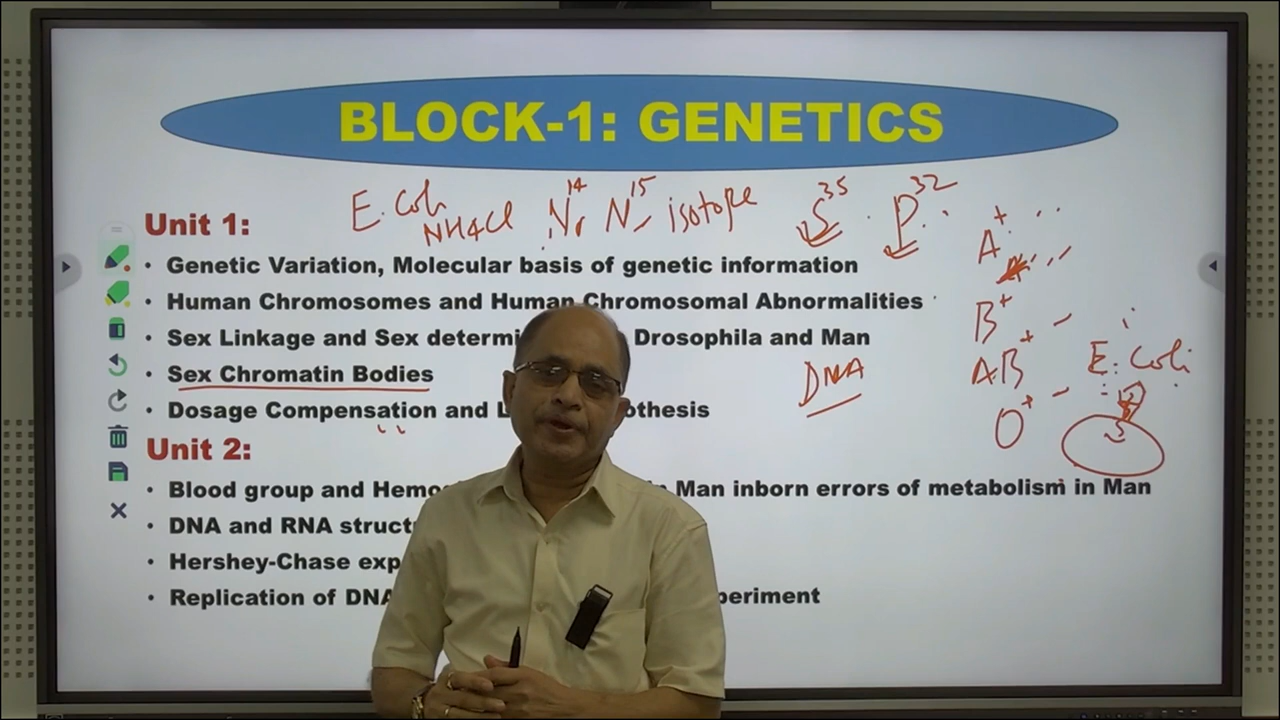 BLOCK-1: GENETICS
E. Coli NH4Cl N14 N15 isotope S35 P32
Unit 1:
• Genetic Variation, Molecular basis of genetic information
• Human Chromosomes and Human Chromosomal Abnormalities
• Sex Linkage and Sex determi Drosophila and Man
• Sex Chromatin Bodies
• Dosage Compensation and L othesis
Unit 2:
• Blood group and Hemo Man inborn errors of metabolism in Man
• DNA and RNA struct
• Hershey-Chase exp
• Replication of DNA periment
A+
B+
AB+
O+
DNA
E. Coli